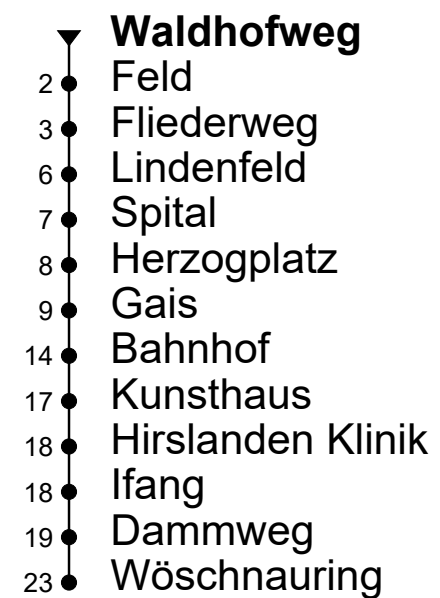 Waldhofweg
2 Feld
3 Fliederweg
6 Lindenfeld
7 Spital
8 Herzogplatz
9 Gais
14 Bahnhof
17 Kunsthaus
18 Hirslanden Klinik
18 Ifang
19 Dammweg
23 Wöschnauring